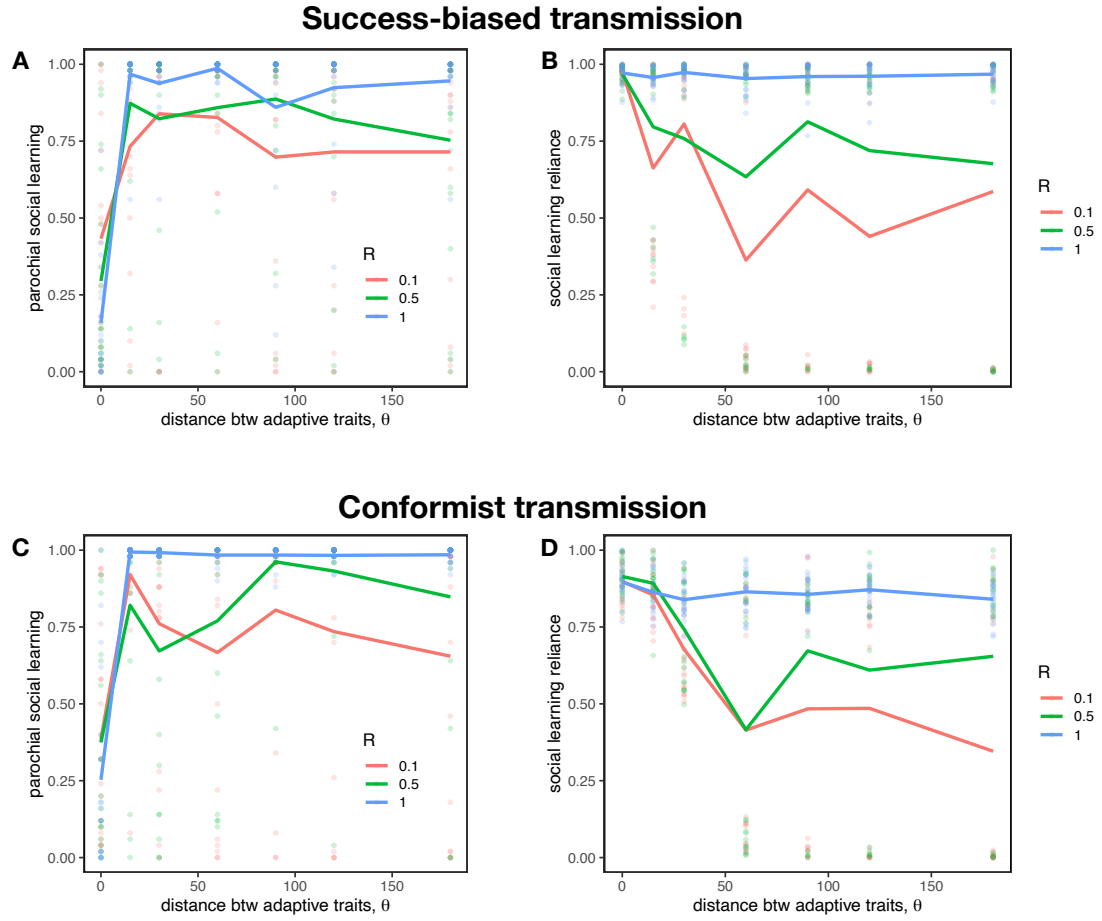 Success-biased transmission
A
parochial social learning
1.00
0.75
0.50
0.25
0.00
0
50
100
150
distance btw adaptive traits, θ
R
0.1
0.5
1
B
social learning reliance
1.00
0.75
0.50
0.25
0.00
0
50
100
150
distance btw adaptive traits, θ
R
0.1
0.5
1
Conformist transmission
C
parochial social learning
1.00
0.75
0.50
0.25
0.00
0
50
100
150
distance btw adaptive traits, θ
R
0.1
0.5
1
D
social learning reliance
1.00
0.75
0.50
0.25
0.00
0
50
100
150
distance btw adaptive traits, θ
R
0.1
0.5
1